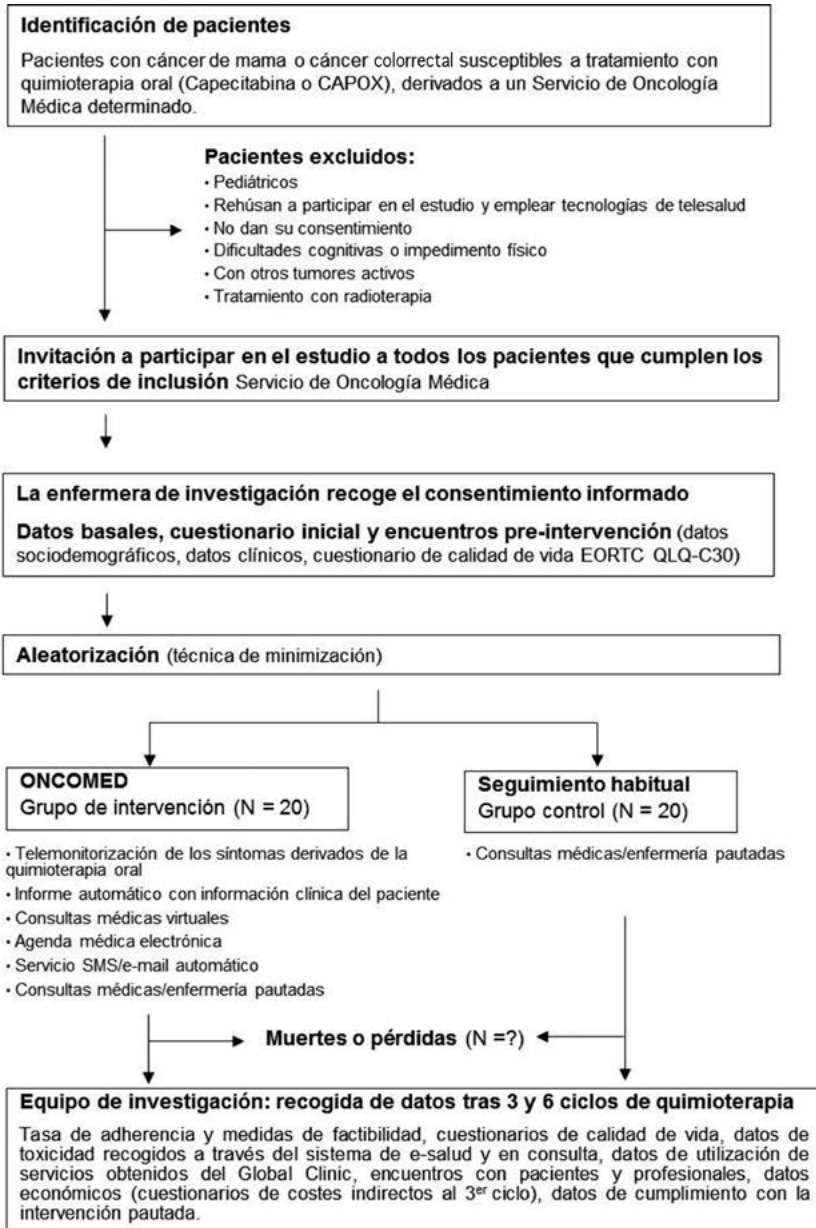 Identificación de pacientes
Pacientes con cáncer de mama o cáncer colorrectal susceptibles a tratamiento con
quimioterapia oral (Capecitabina o CAPOX), derivados a un Servicio de Oncología
Médica determinado.
Pacientes excluidos:
· Pediátricos
· Rehúsan a participar en el estudio y emplear tecnologías de telesalud
· No dan su consentimiento
· Dificultades cognitivas o impedimento físico
· Con otros tumores activos
· Tratamiento con radioterapia
Invitación a participar en el estudio a todos los pacientes que cumplen los
criterios de inclusión Servicio de Oncología Médica
La enfermera de investigación recoge el consentimiento informado
Datos basales, cuestionario inicial y encuentros pre-intervención (datos
sociodemográficos, datos clínicos, cuestionario de calidad de vida EORTC QLQ-C30)
Aleatorización (técnica de minimización)
ONCOMED
Grupo de intervención (N = 20)
· Telemonitorización de los síntomas derivados de la
quimioterapia oral
· Informe automático con información clínica del paciente
· Consultas médicas virtuales
· Agenda médica electrónica
· Servicio SMS/e-mail automático
· Consultas médicas/enfermería pautadas
Seguimiento habitual
Grupo control (N = 20)
· Consultas médicas/enfermería pautadas
Muertes o pérdidas (N =?)
Equipo de investigación: recogida de datos tras 3 y 6 ciclos de quimioterapia
Tasa de adherencia y medidas de factibilidad, cuestionarios de calidad de vida, datos de
toxicidad recogidos a través del sistema de e-salud y en consulta, datos de utilización de
servicios obtenidos del Global Clinic, encuentros con pacientes y profesionales, datos
económicos (cuestionarios de costes indirectos al 3er ciclo), datos de cumplimiento con la
intervención pautada.